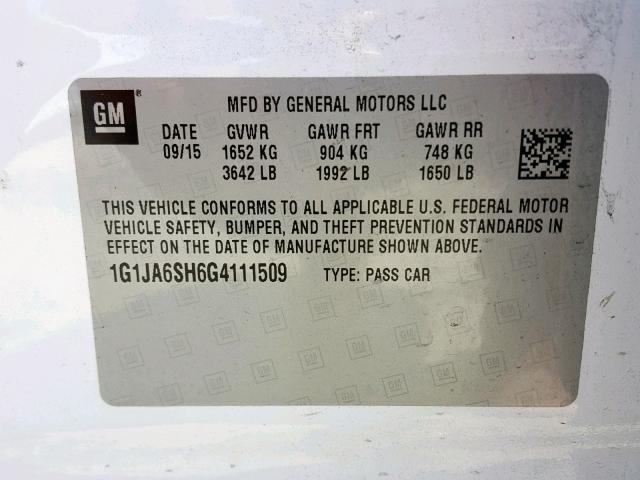 GM® MFD BY GENERAL MOTORS LLC
DATE GVWR GAWR FRT GAWR RR
09/15 1652 KG 904 KG 748 KG
3642 LB 1992 LB 1650 LB
THIS VEHICLE CONFORMS TO ALL APPLICABLE U.S. FEDERAL MOTOR
VEHICLE SAFETY, BUMPER, AND THEFT PREVENTION STANDARDS IN
EFFECT ON THE DATE OF MANUFACTURE SHOWN ABOVE.
1G1JA6SH6G4111509 TYPE: PASS CAR